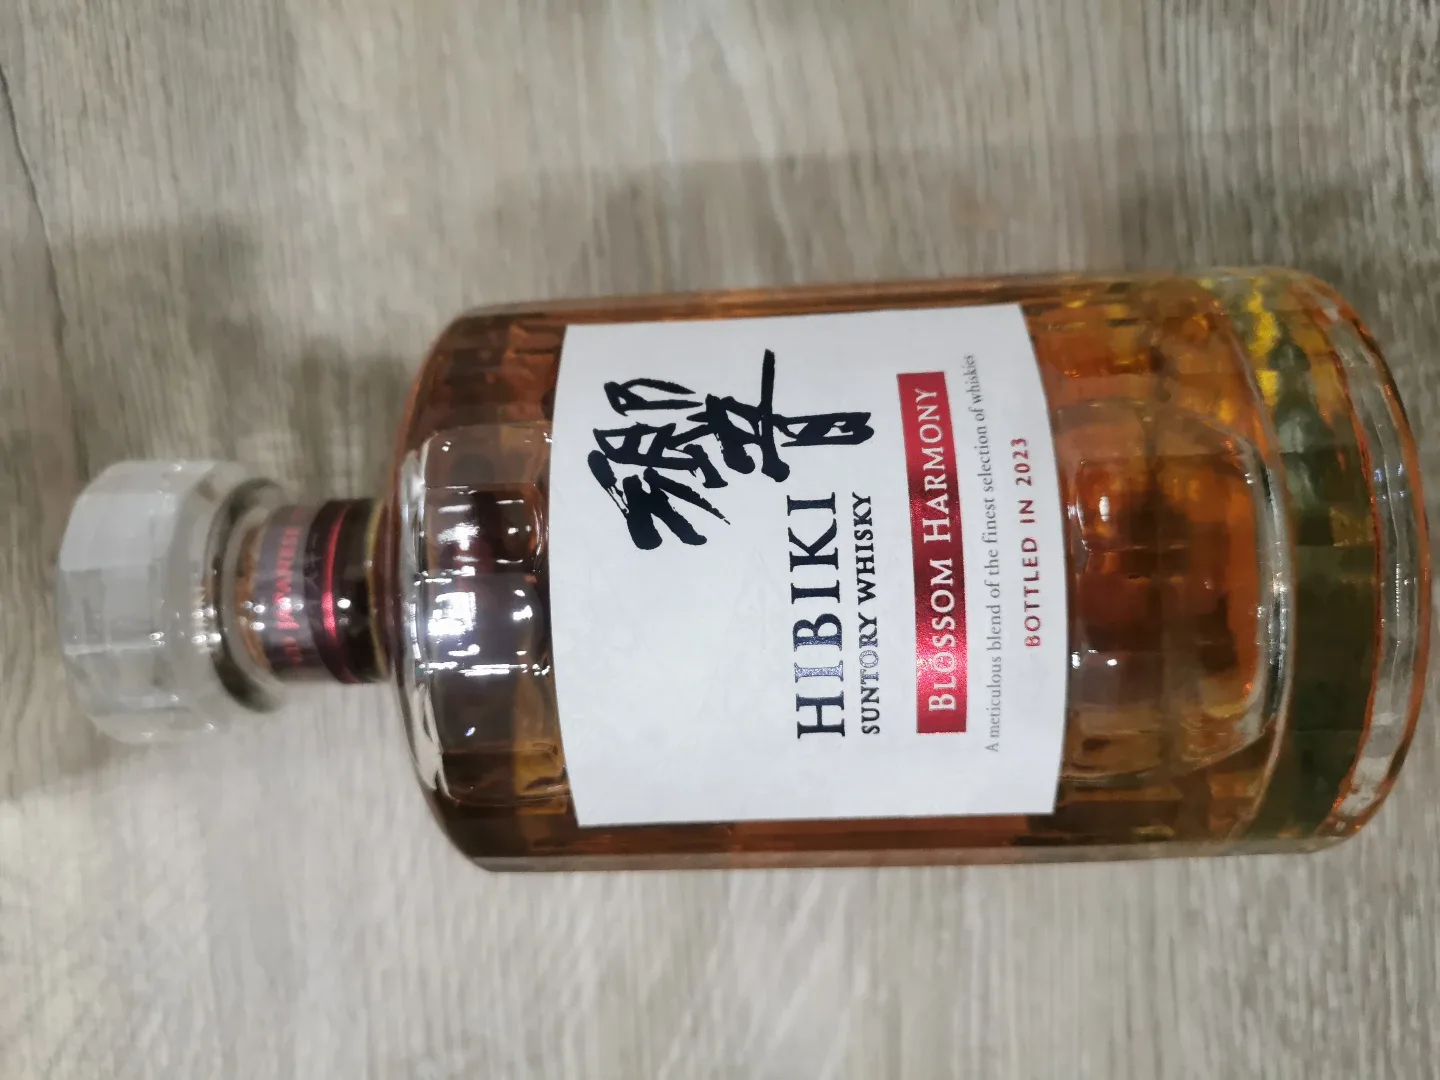 響
HIBIKI
SUNTORY WHISKY
BLOSSOM HARMONY
A meticulous blend of the finest selection of whiskies
BOTTLED IN 2023